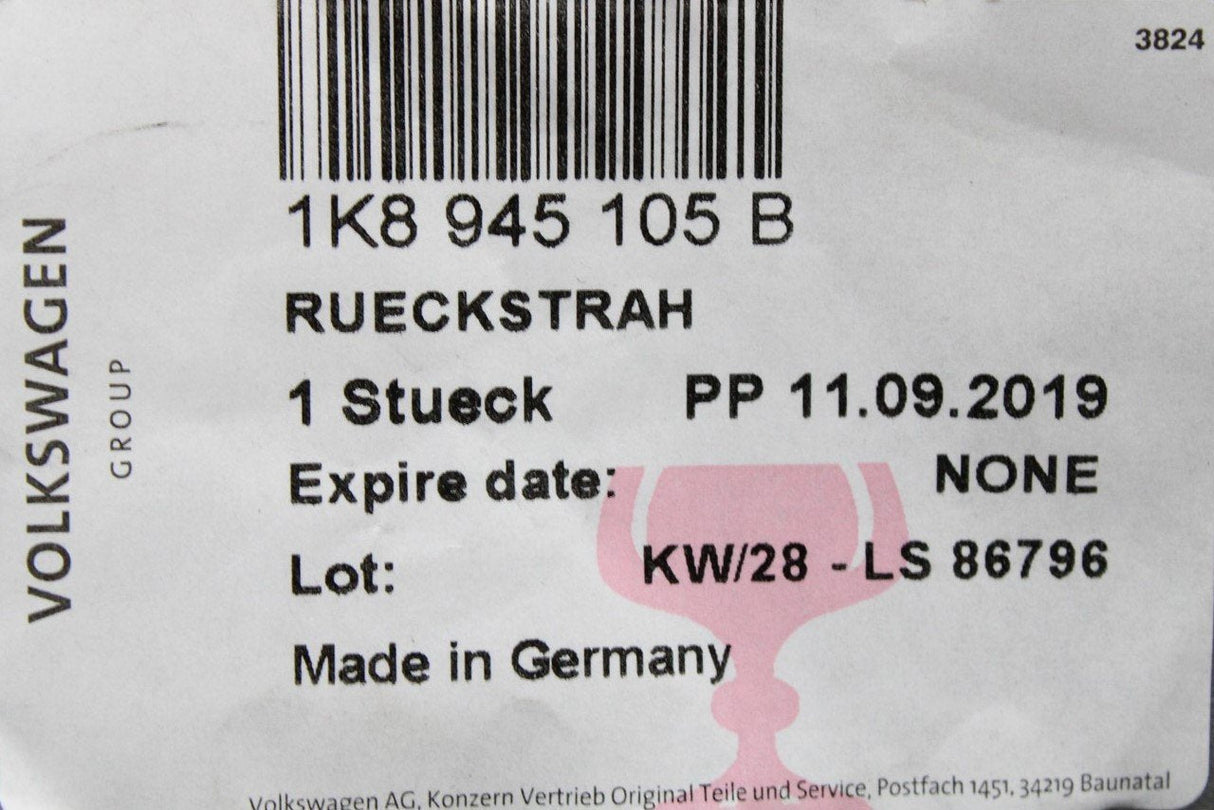 3824
1K8 945 105 B
RUECKSTRAH
1 Stueck PP 11.09.2019
Expire date: NONE
Lot: KW/28 - LS 86796
Made in Germany
VOLKSWAGEN
GROUP
Volkswagen AG, Konzern Vertrieb Original Teile und Service, Postfach 1451, 34219 Baunatal